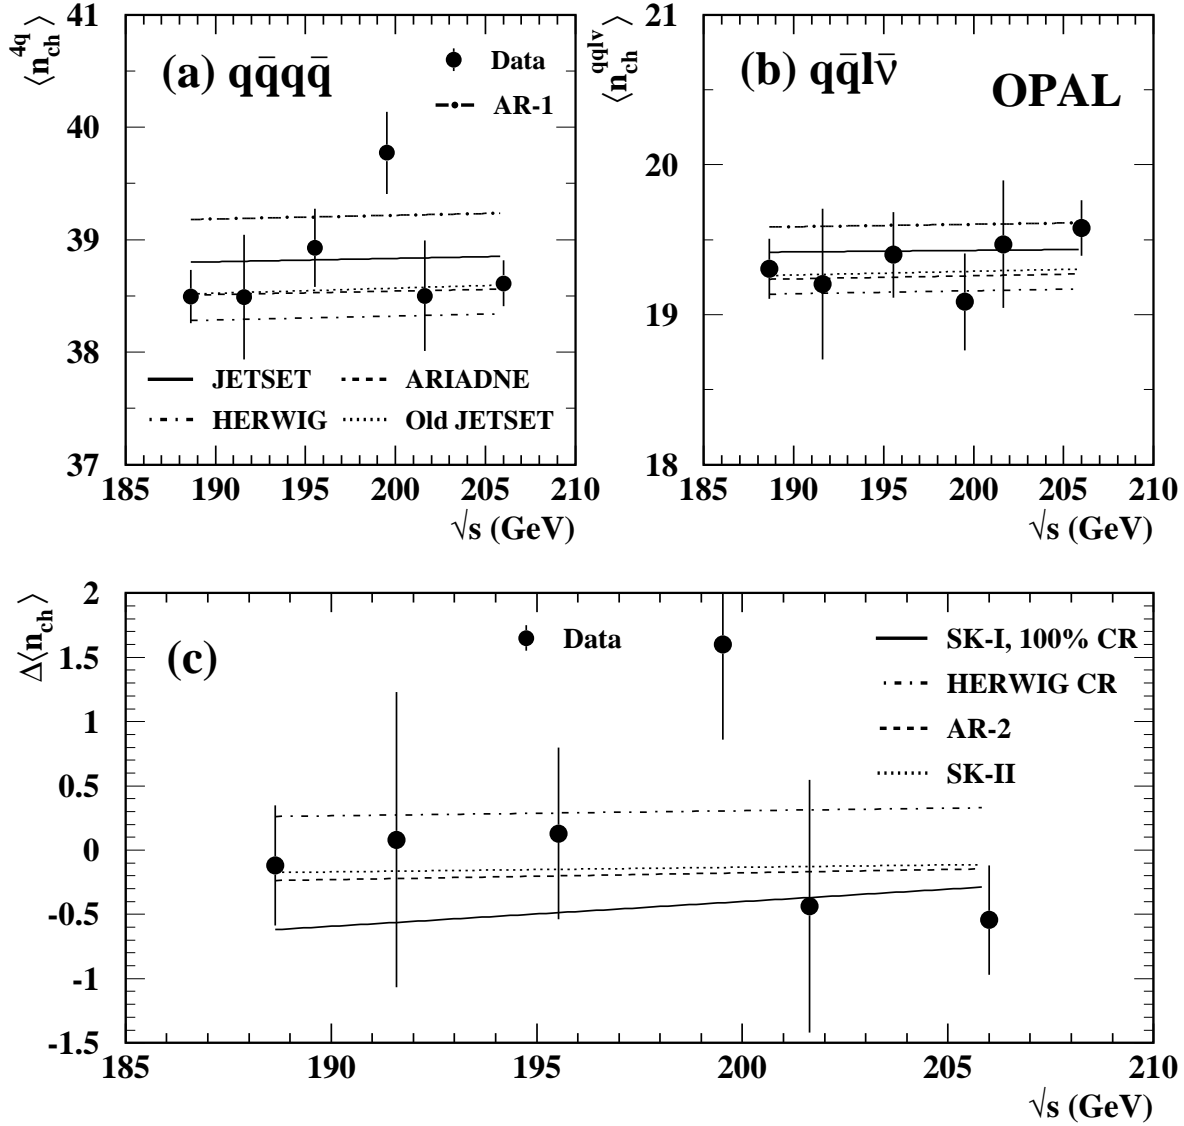 ⟨n_ch^4q⟩
41
40
39
38
37
(a) qq̄qq̄
Data
AR-1
JETSET
ARIADNE
HERWIG
Old JETSET
185 190 195 200 205 210
√s (GeV)
⟨n_ch^qqlν⟩
21
20
19
18
(b) qq̄lν̄
OPAL
185 190 195 200 205 210
√s (GeV)
Δ⟨n_ch⟩
2
1.5
1
0.5
0
-0.5
-1
-1.5
(c)
Data
SK-I, 100% CR
HERWIG CR
AR-2
SK-II
185 190 195 200 205 210
√s (GeV)